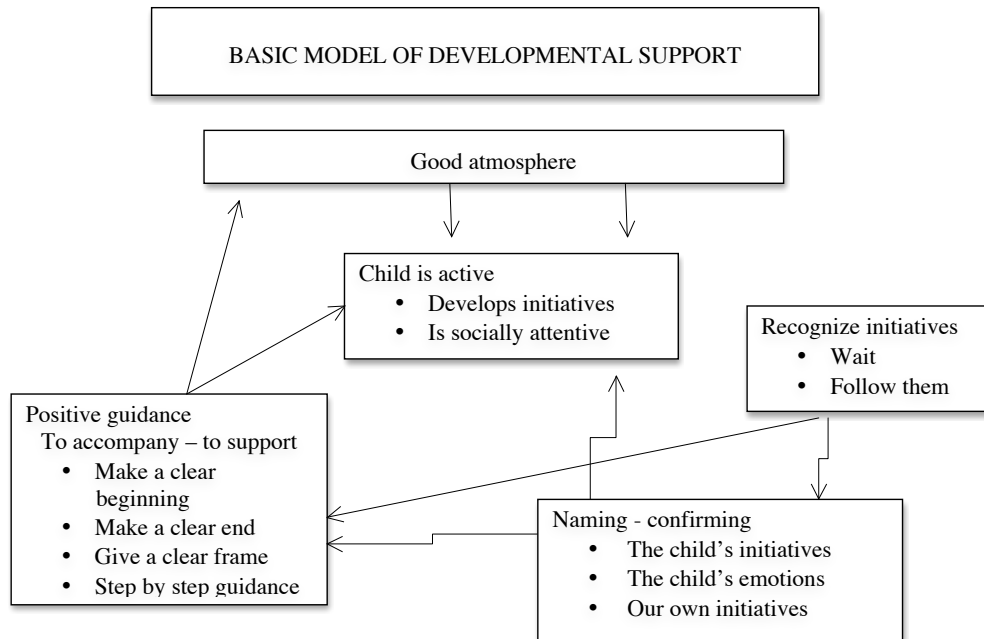 BASIC MODEL OF DEVELOPMENTAL SUPPORT
Good atmosphere
Child is active
• Develops initiatives
• Is socially attentive
Recognize initiatives
• Wait
• Follow them
Positive guidance
To accompany – to support
• Make a clear
beginning
• Make a clear end
• Give a clear frame
• Step by step guidance
Naming - confirming
• The child’s initiatives
• The child’s emotions
• Our own initiatives